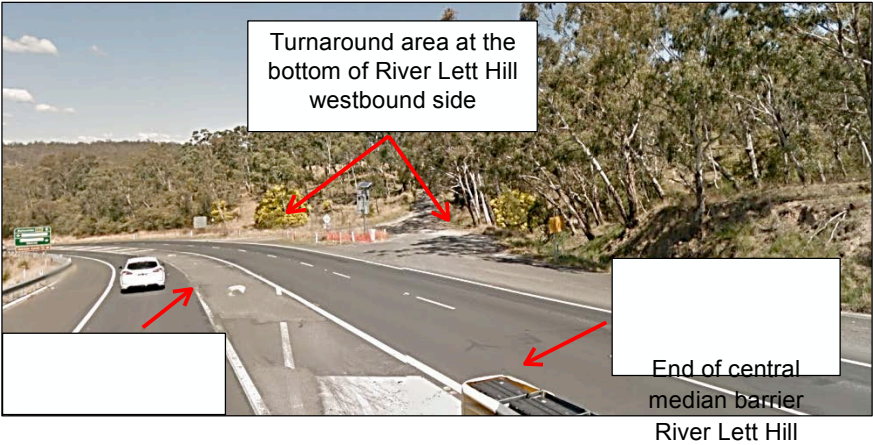 Turnaround area at the
bottom of River Lett Hill
westbound side
End of central
median barrier
River Lett Hill